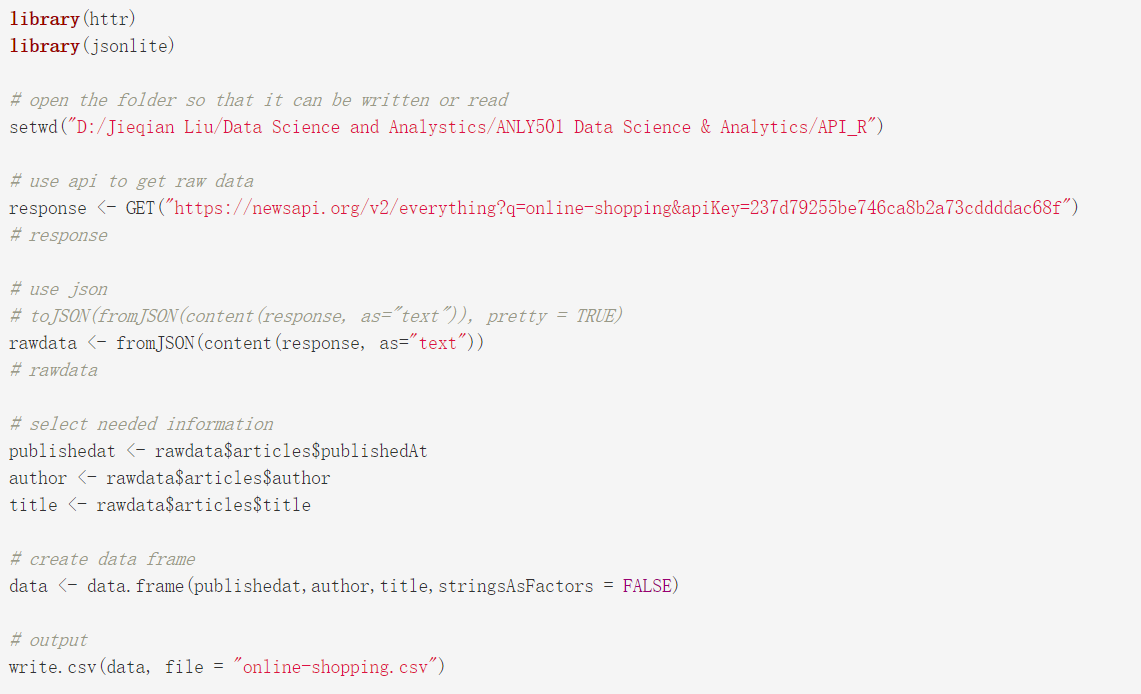 library(httr)
library(jsonlite)
# open the folder so that it can be written or read
setwd("D:/Jieqian Liu/Data Science and Analystics/ANLY501 Data Science & Analytics/API_R")
# use api to get raw data
response <- GET("https://newsapi.org/v2/everything?q=online-shopping&apiKey=237d79255be746ca8b2a73cddddac68f")
# response
# use json
# toJSON(fromJSON(content(response, as="text")), pretty = TRUE)
rawdata <- fromJSON(content(response, as="text"))
# rawdata
# select needed information
publishedat <- rawdata$articles$publishedAt
author <- rawdata$articles$author
title <- rawdata$articles$title
# create data frame
data <- data.frame(publishedat,author,title,stringsAsFactors = FALSE)
# output
write.csv(data, file = "online-shopping.csv")